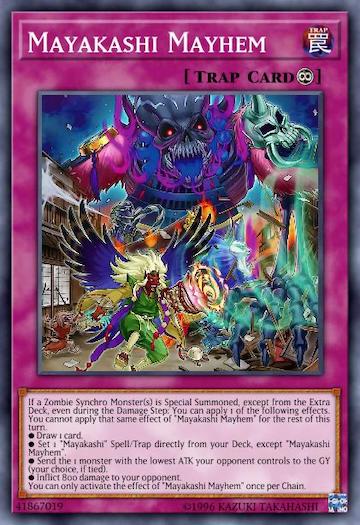 MAYAKASHI MAYHEM
TRAP
罠
[TRAP CARD]
If a Zombie Synchro Monster(s) is Special Summoned, except from the Extra
Deck, even during the Damage Step: You can apply 1 of the following effects.
You cannot apply that same effect of "Mayakashi Mayhem" for the rest of this
turn.
● Draw 1 card.
● Set 1 "Mayakashi" Spell/Trap directly from your Deck, except "Mayakashi
Mayhem".
● Send the 1 monster with the lowest ATK your opponent controls to the GY
(your choice, if tied).
● Inflict 800 damage to your opponent.
You can only activate the effect of "Mayakashi Mayhem" once per Chain.
41867019
©1996 KAZUKI TAKAHASHI